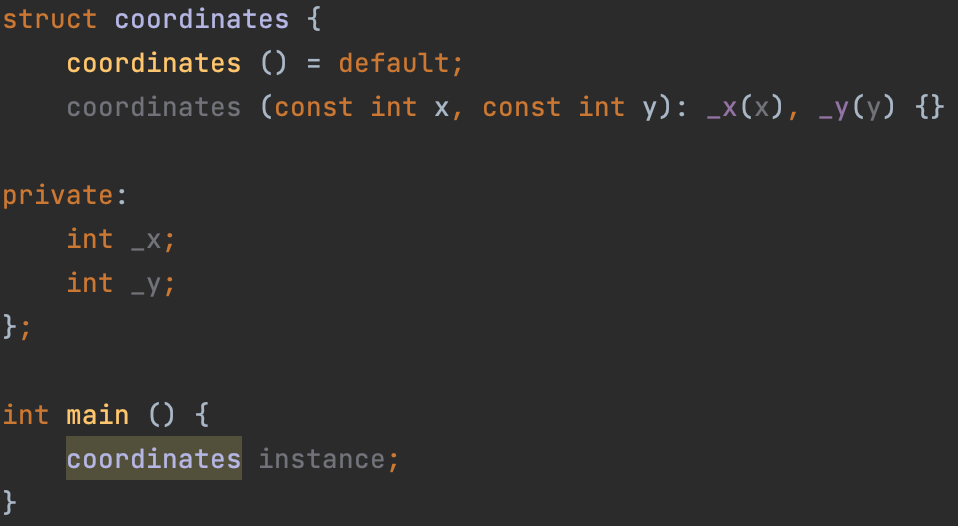 struct coordinates {
    coordinates () = default;
    coordinates (const int x, const int y): _x(x), _y(y) {}

private:
    int _x;
    int _y;
};

int main () {
    coordinates instance;
}